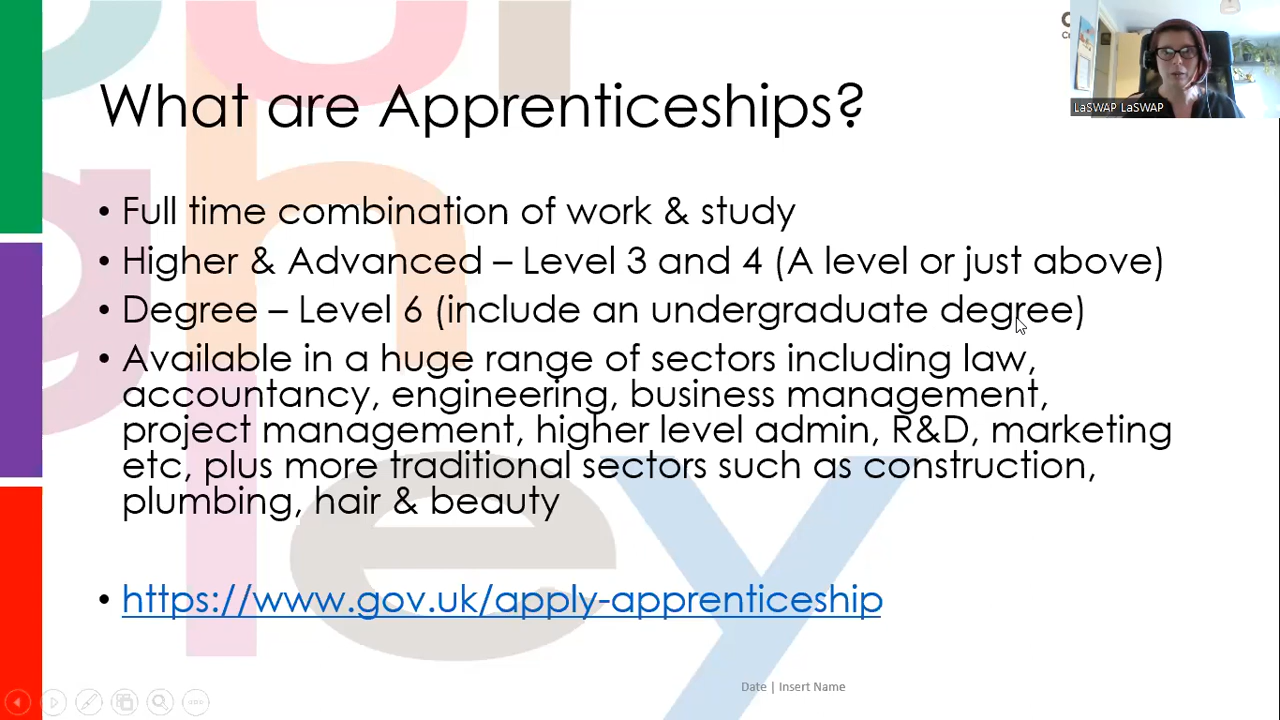 What are Apprenticeships?
LaSWAP LaSWAP
• Full time combination of work & study
• Higher & Advanced – Level 3 and 4 (A level or just above)
• Degree – Level 6 (include an undergraduate degree)
• Available in a huge range of sectors including law,
accountancy, engineering, business management,
project management, higher level admin, R&D, marketing
etc, plus more traditional sectors such as construction,
plumbing, hair & beauty
• https://www.gov.uk/apply-apprenticeship
Date | Insert Name